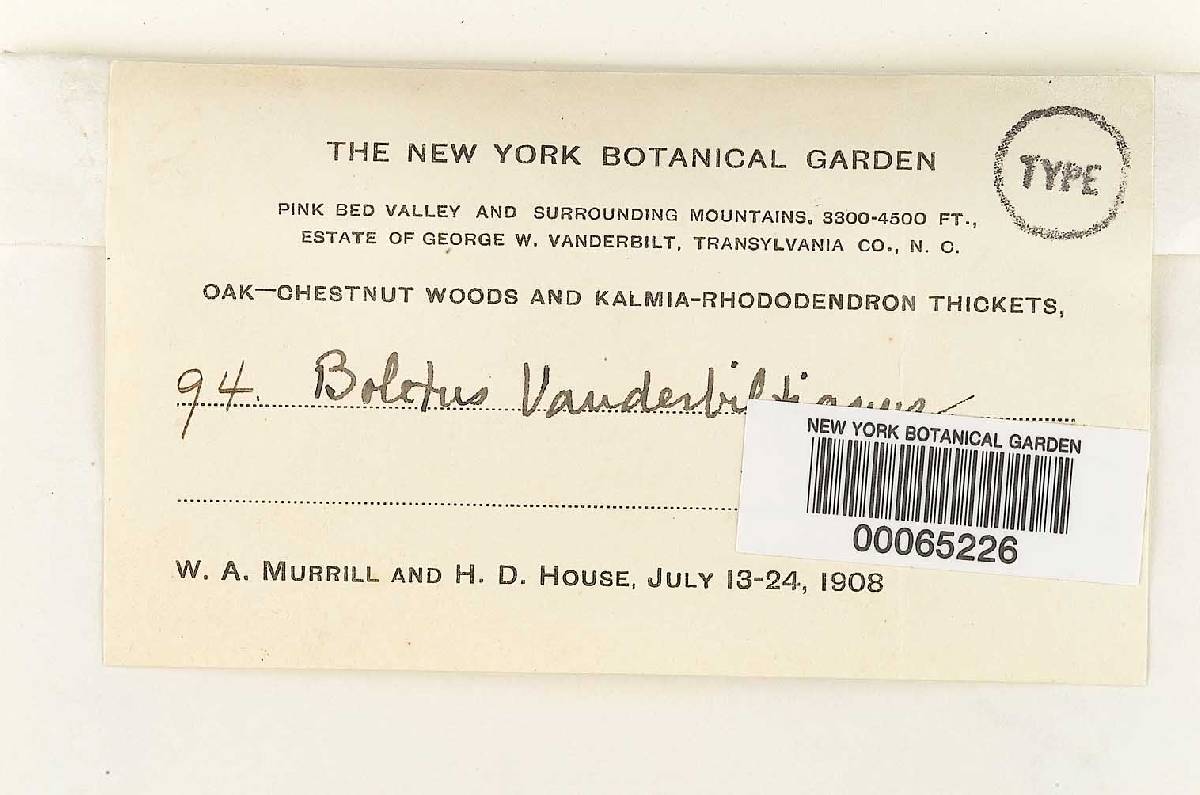 THE NEW YORK BOTANICAL GARDEN
TYPE
PINK BED VALLEY AND SURROUNDING MOUNTAINS, 3300-4500 FT.,
ESTATE OF GEORGE W. VANDERBILT, TRANSYLVANIA CO., N. C.
OAK—CHESTNUT WOODS AND KALMIA-RHODODENDRON THICKETS,
94. Boletus Vanderbiltianus
NEW YORK BOTANICAL GARDEN
00065226
W. A. MURRILL AND H. D. HOUSE, JULY 13-24, 1908